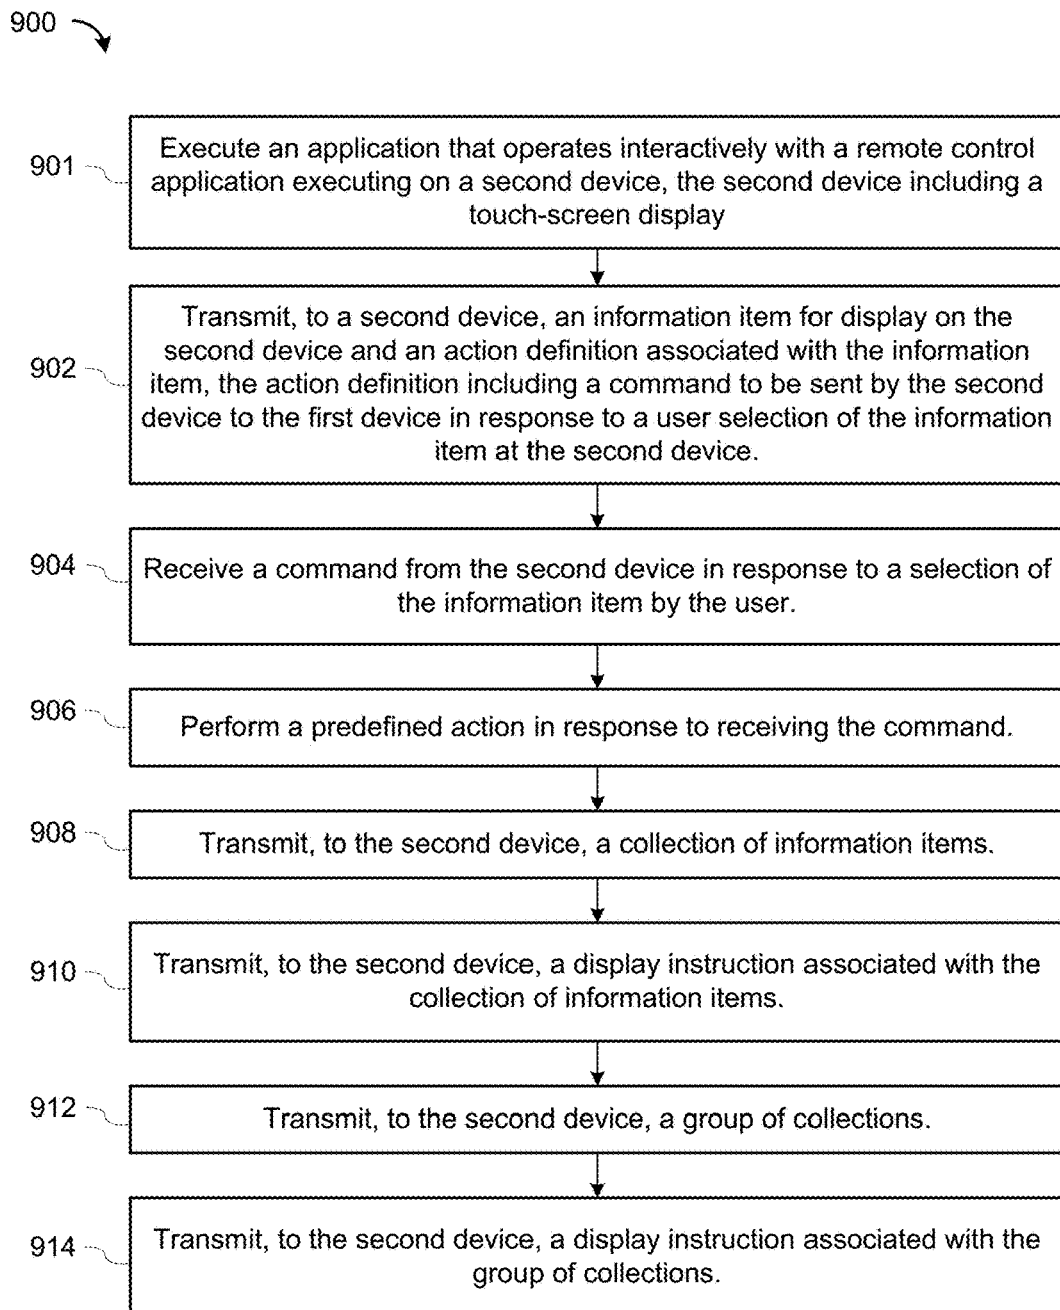 900
901
Execute an application that operates interactively with a remote control
application executing on a second device, the second device including a
touch-screen display
902
Transmit, to a second device, an information item for display on the
second device and an action definition associated with the information
item, the action definition including a command to be sent by the second
device to the first device in response to a user selection of the information
item at the second device.
904
Receive a command from the second device in response to a selection of
the information item by the user.
906
Perform a predefined action in response to receiving the command.
908
Transmit, to the second device, a collection of information items.
910
Transmit, to the second device, a display instruction associated with the
collection of information items.
912
Transmit, to the second device, a group of collections.
914
Transmit, to the second device, a display instruction associated with the
group of collections.